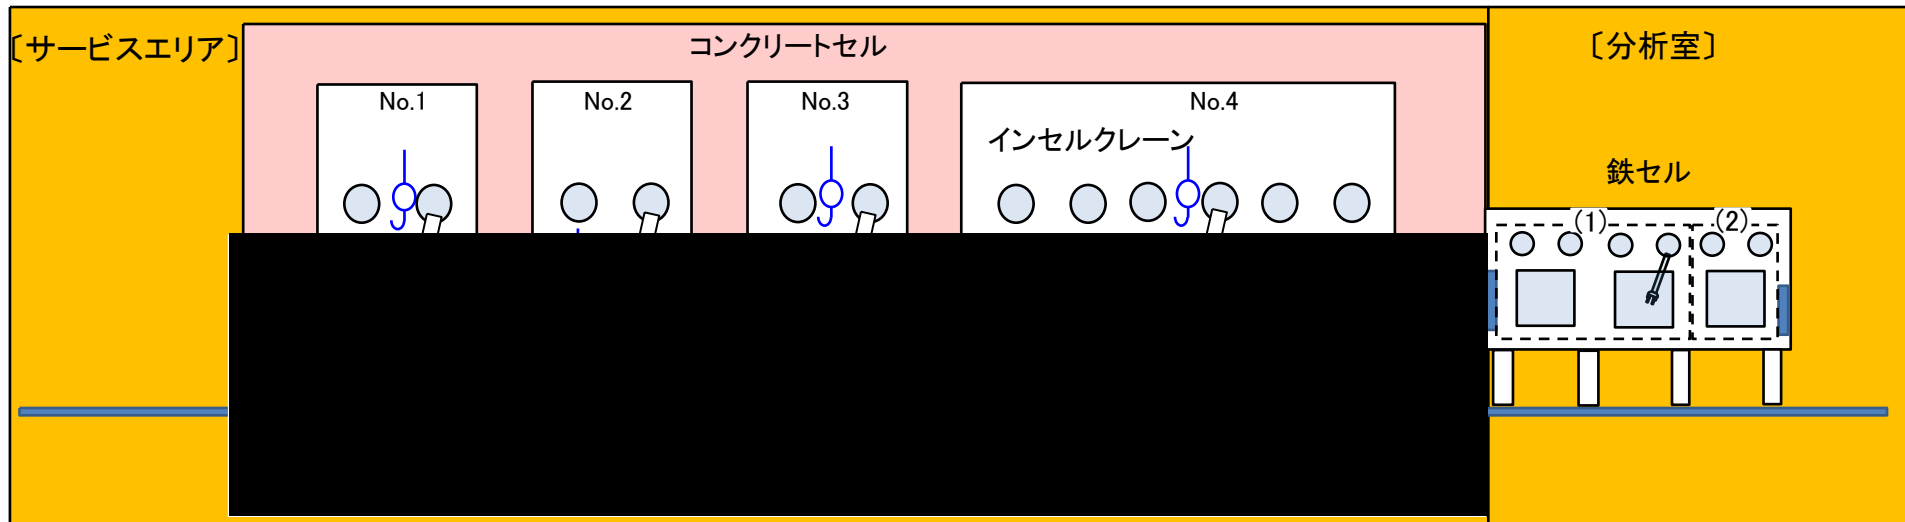 〔サービスエリア〕
コンクリートセル
〔分析室〕
No.1
No.2
No.3
No.4
インセルクレーン
鉄セル
(1)
(2)